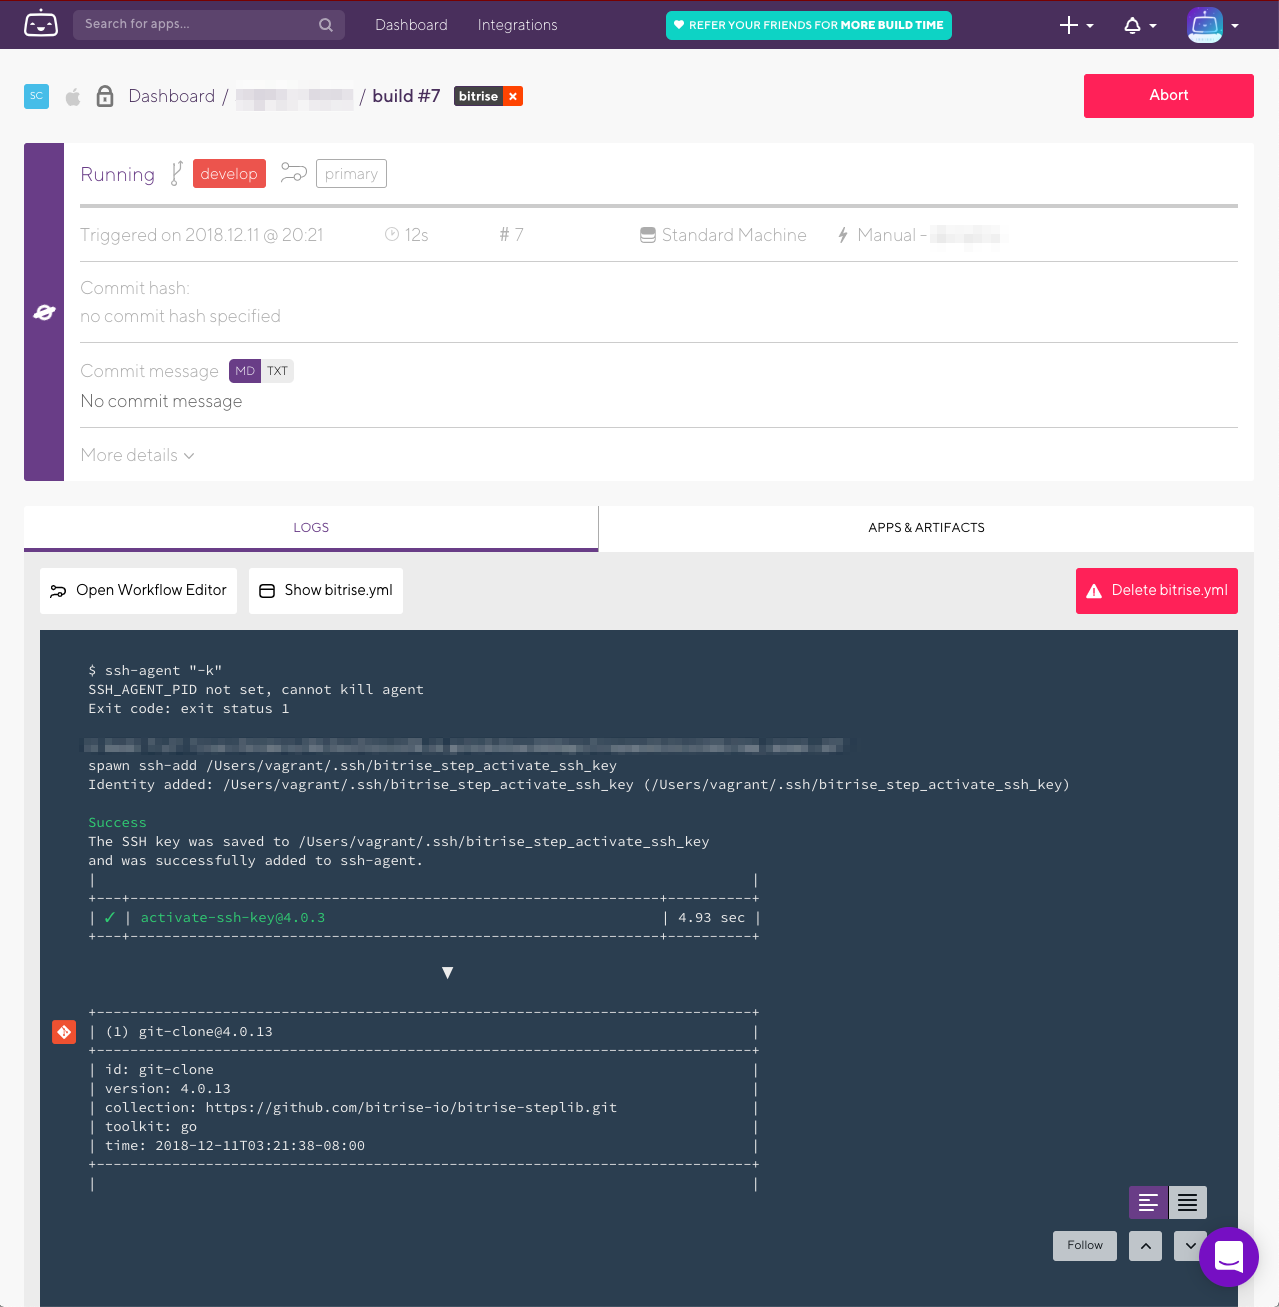 Search for apps...
Dashboard
Integrations
REFER YOUR FRIENDS FOR MORE BUILD TIME
SC
Dashboard / / build #7
bitrise ×
Abort
Running
develop
primary
Triggered on 2018.12.11 @ 20:21
12s
# 7
Standard Machine
Manual -
Commit hash:
no commit hash specified
Commit message
MD
TXT
No commit message
More details
LOGS
APPS & ARTIFACTS
Open Workflow Editor
Show bitrise.yml
Delete bitrise.yml
$ ssh-agent "-k"
SSH_AGENT_PID not set, cannot kill agent
Exit code: exit status 1
spawn ssh-add /Users/vagrant/.ssh/bitrise_step_activate_ssh_key
Identity added: /Users/vagrant/.ssh/bitrise_step_activate_ssh_key (/Users/vagrant/.ssh/bitrise_step_activate_ssh_key)
Success
The SSH key was saved to /Users/vagrant/.ssh/bitrise_step_activate_ssh_key
and was successfully added to ssh-agent.
| ✓ | activate-ssh-key@4.0.3 | 4.93 sec |
▼
| (1) git-clone@4.0.13 |
| id: git-clone |
| version: 4.0.13 |
| collection: https://github.com/bitrise-io/bitrise-steplib.git |
| toolkit: go |
| time: 2018-12-11T03:21:38-08:00 |
Follow